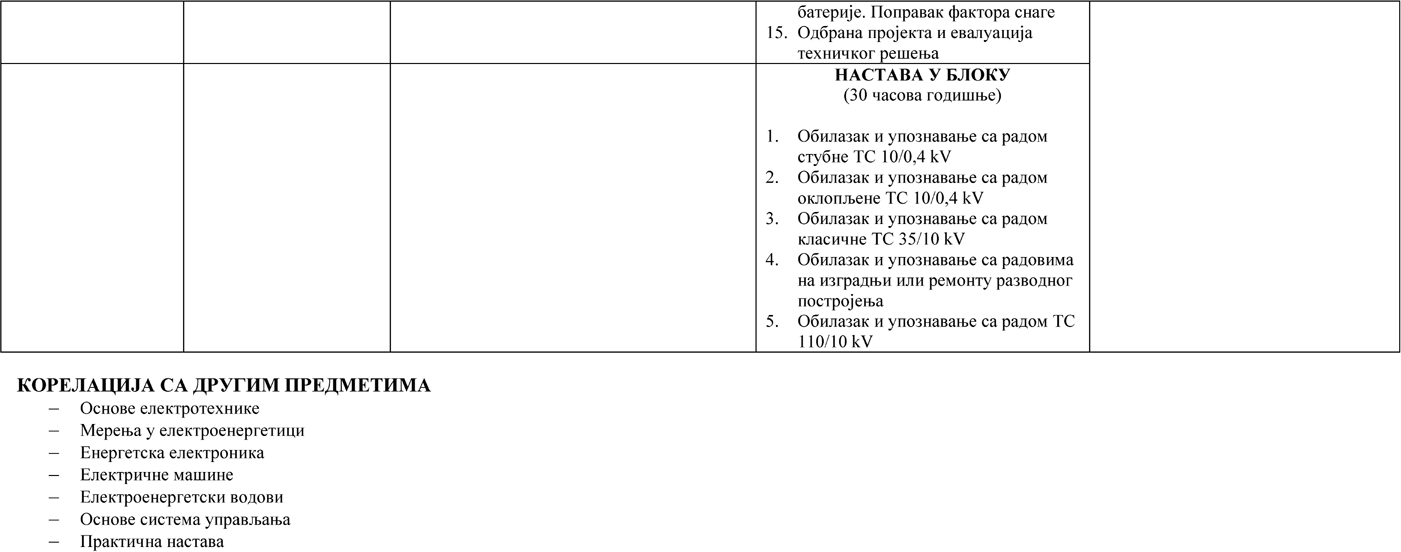 батерије. Поправак фактора снаге
15. Одбрана пројекта и евалуација
техничког решења
НАСТАВА У БЛОКУ
(30 часова годишње)
1. Обилазак и упознавање са радом
стубне ТС 10/0,4 kV
2. Обилазак и упознавање са радом
оклопљене ТС 10/0,4 kV
3. Обилазак и упознавање са радом
класичне ТС 35/10 kV
4. Обилазак и упознавање са радовима
на изградњи или ремонту разводног
постројења
5. Обилазак и упознавање са радом ТС
110/10 kV
КОРЕЛАЦИЈА СА ДРУГИМ ПРЕДМЕТИМА
– Основе електротехнике
– Мерења у електроенергетици
– Енергетска електроника
– Електричне машине
– Електроенергетски водови
– Основе система управљања
– Практична настава